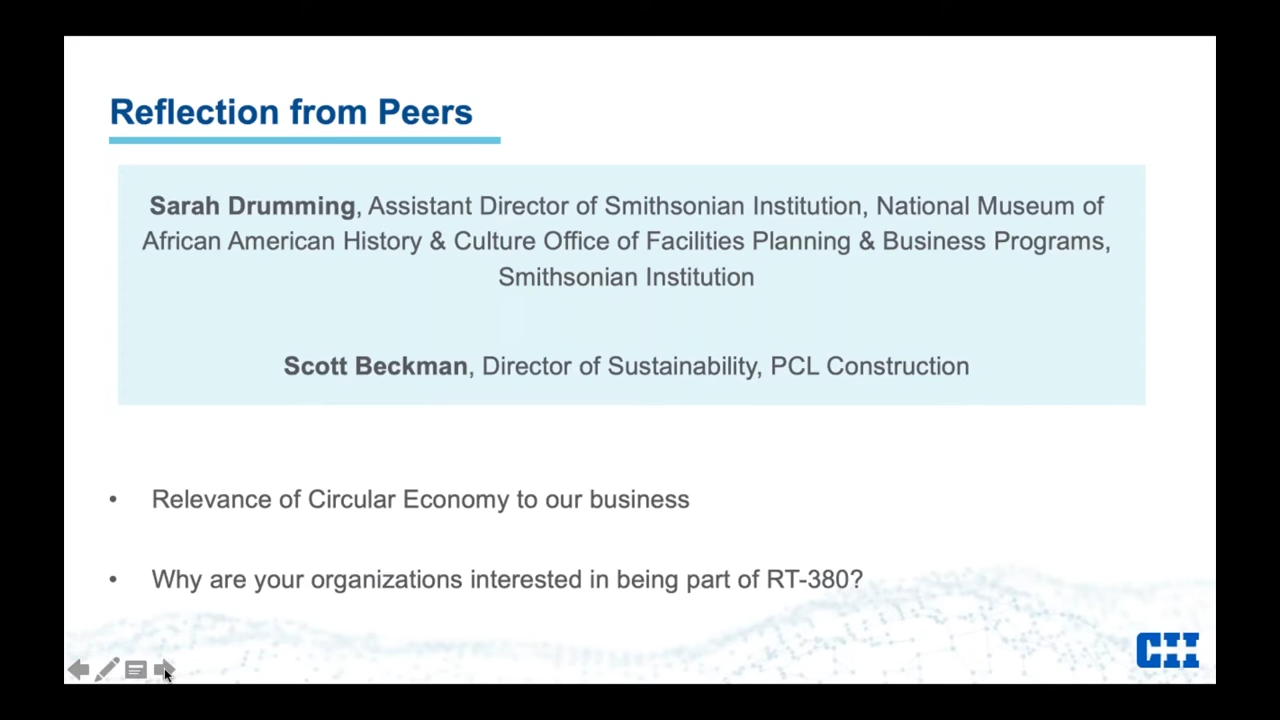 Reflection from Peers
Sarah Drumming, Assistant Director of Smithsonian Institution, National Museum of
African American History & Culture Office of Facilities Planning & Business Programs,
Smithsonian Institution
Scott Beckman, Director of Sustainability, PCL Construction
• Relevance of Circular Economy to our business
• Why are your organizations interested in being part of RT-380?
CII